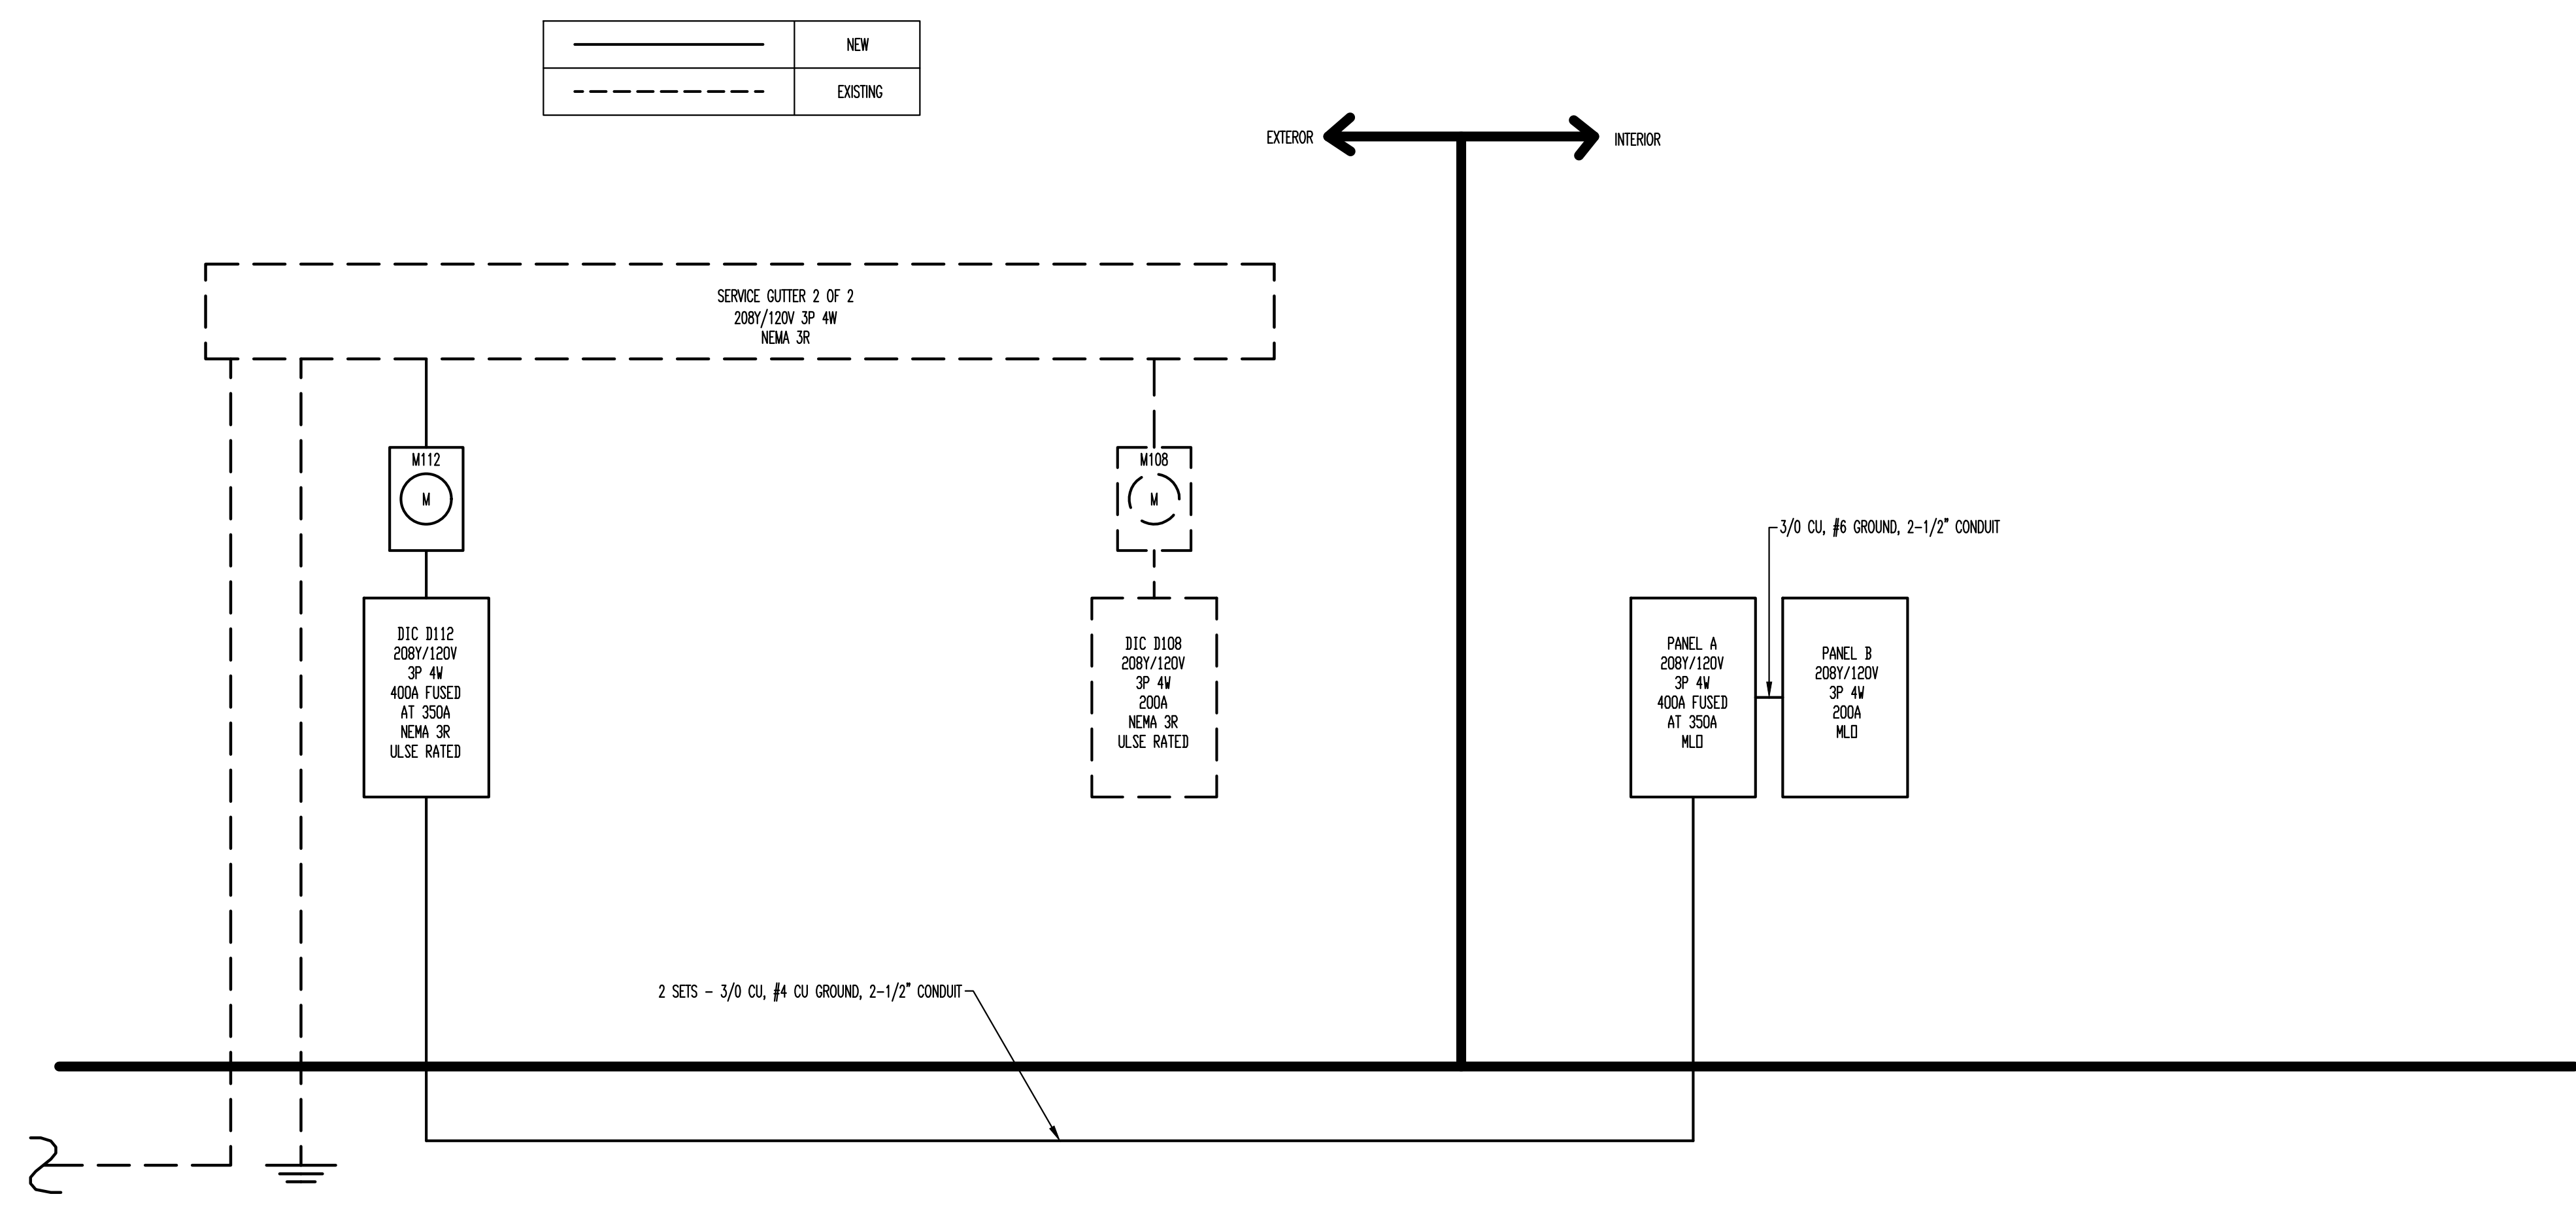 NEW
EXISTING
EXTEROR
INTERIOR
SERVICE GUTTER 2 OF 2
208Y/120V 3P 4W
NEMA 3R
M112
M
M108
M
3/0 CU, #6 GROUND, 2-1/2" CONDUIT
DIC D112
208Y/120V
3P 4W
400A FUSED
AT 350A
NEMA 3R
ULSE RATED
DIC D108
208Y/120V
3P 4W
200A
NEMA 3R
ULSE RATED
PANEL A
208Y/120V
3P 4W
400A FUSED
AT 350A
MLO
PANEL B
208Y/120V
3P 4W
200A
MLO
2 SETS - 3/0 CU, #4 CU GROUND, 2-1/2" CONDUIT